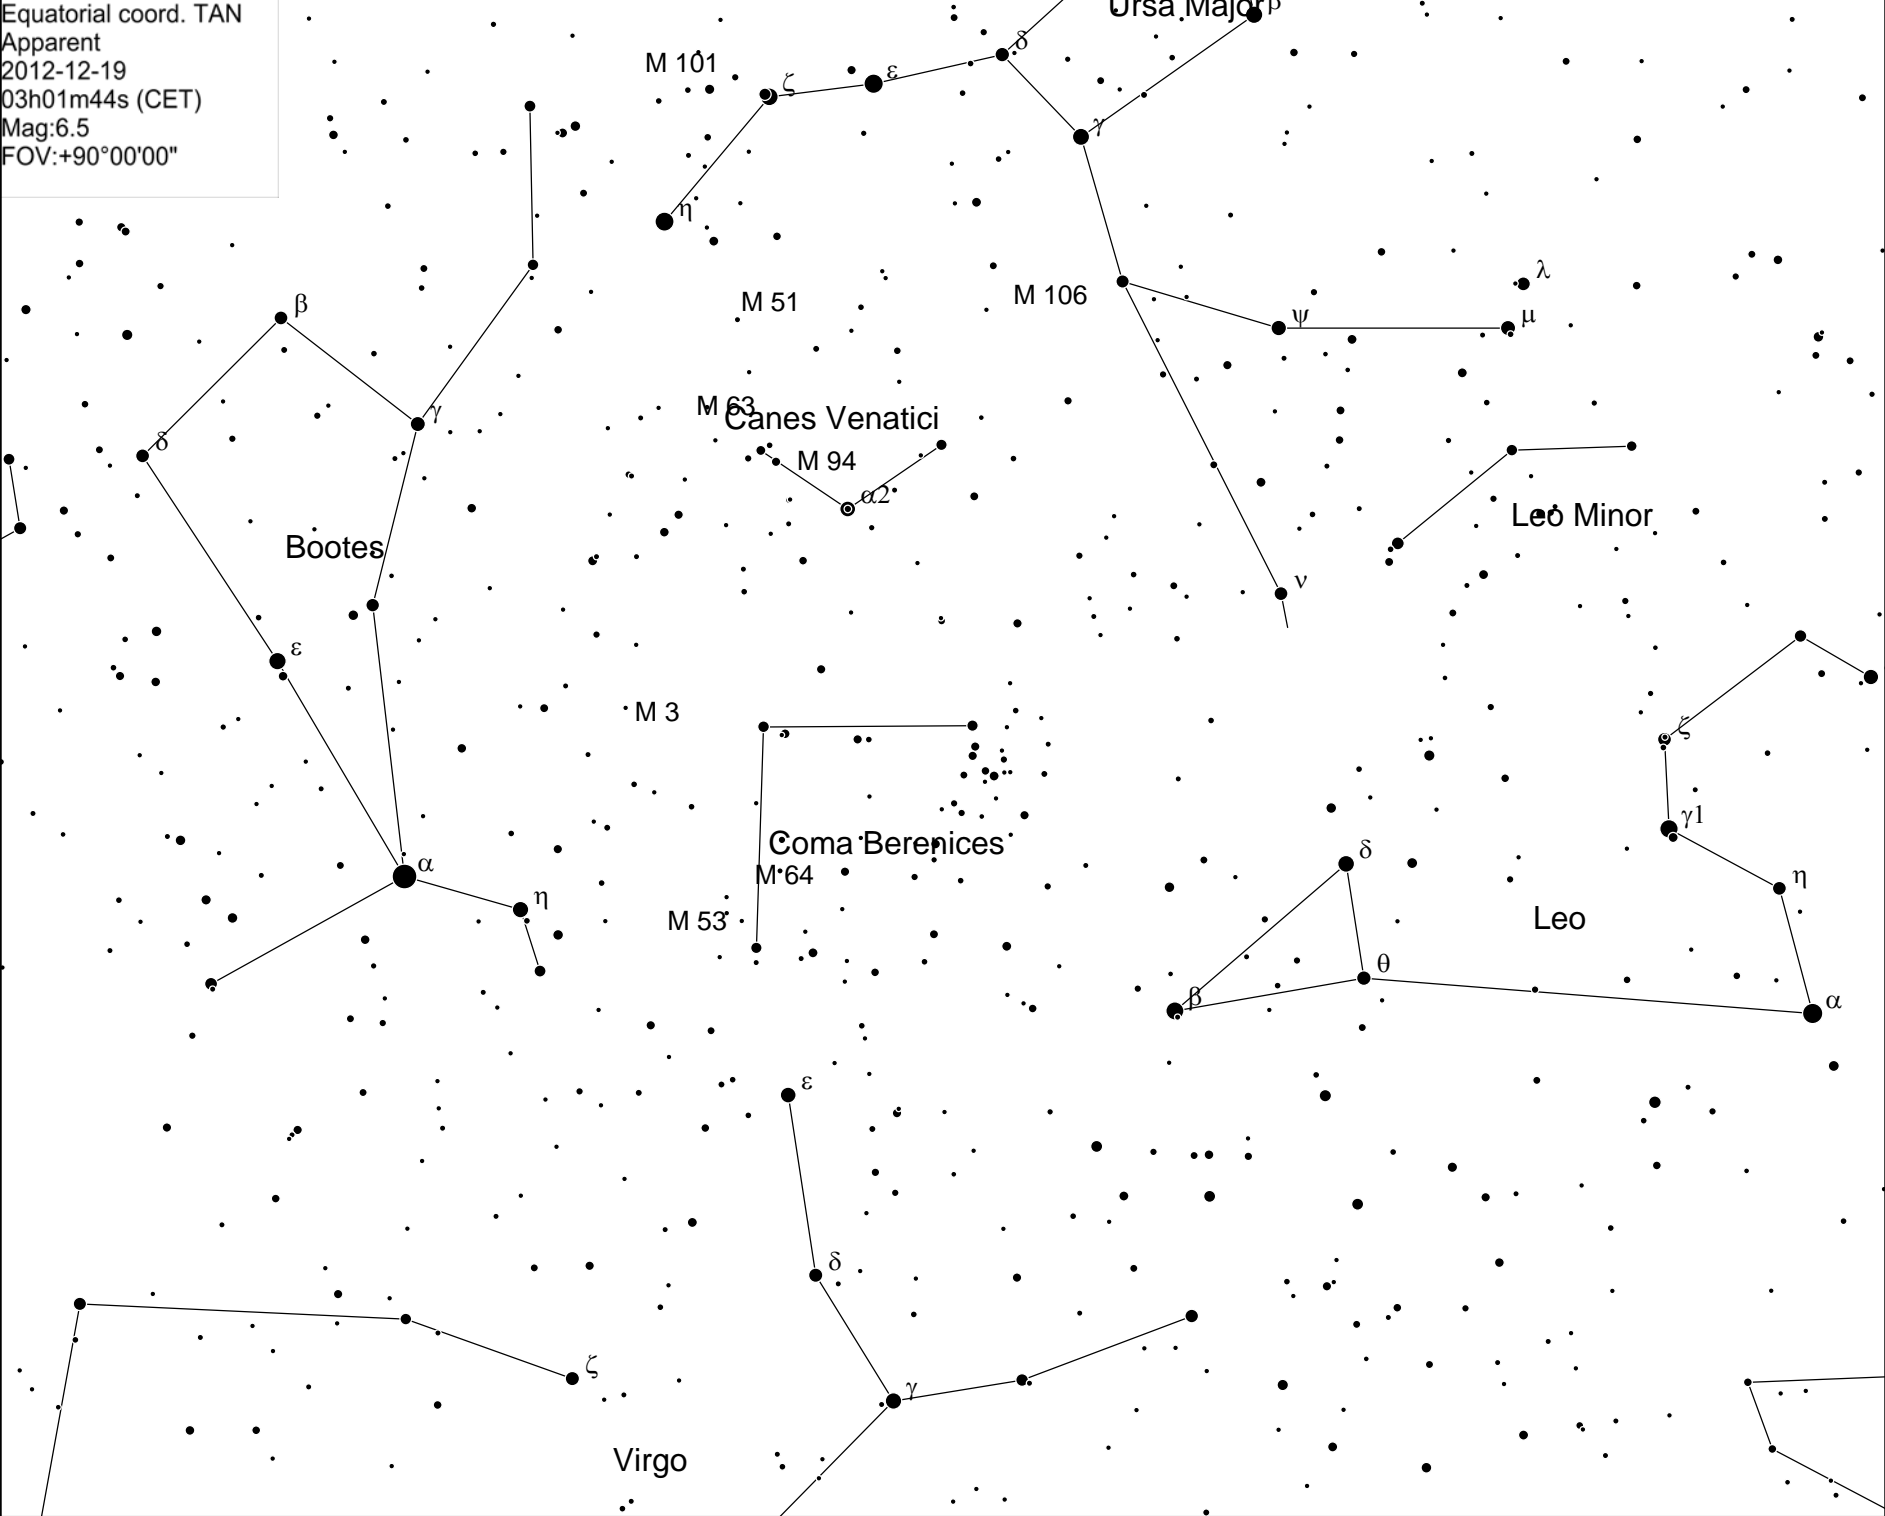 Equatorial coord. TAN
Apparent
2012-12-19
03h01m44s (CET)
Mag:6.5
FOV:+90°00'00"
Ursa Major
β
δ
M 101
ζ
ε
γ
η
λ
M 51
M 106
β
ψ
μ
M 63
Canes Venatici
γ
δ
M 94
α2
Leo Minor
Bootes
ν
ε
M 3
ζ
γ1
Coma Berenices
δ
α
M 64
η
η
M 53
Leo
θ
β
α
ε
δ
ζ
γ
Virgo